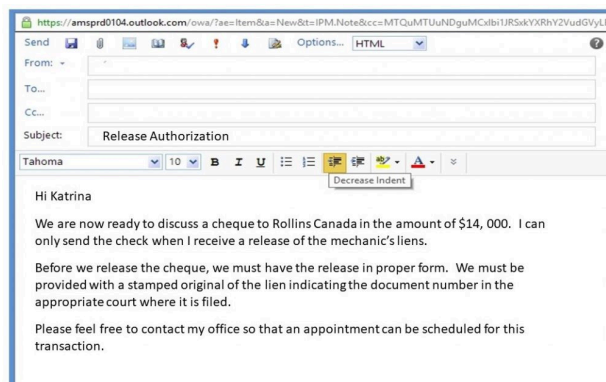 https://amsprd0104.outlook.com/owa/?ae=Item&a=New&t=IPM.Note&cc=MTQuMTUuNDguMCxlbi1JRSxkYXRhY2VudGVyL
Send Options... HTML
From:
To...
Cc...
Subject: Release Authorization
Tahoma 10 B I U ab A
Decrease Indent
Hi Katrina
We are now ready to discuss a cheque to Rollins Canada in the amount of $14, 000. I can
only send the check when I receive a release of the mechanic's liens.
Before we release the cheque, we must have the release in proper form. We must be
provided with a stamped original of the lien indicating the document number in the
appropriate court where it is filed.
Please feel free to contact my office so that an appointment can be scheduled for this
transaction.